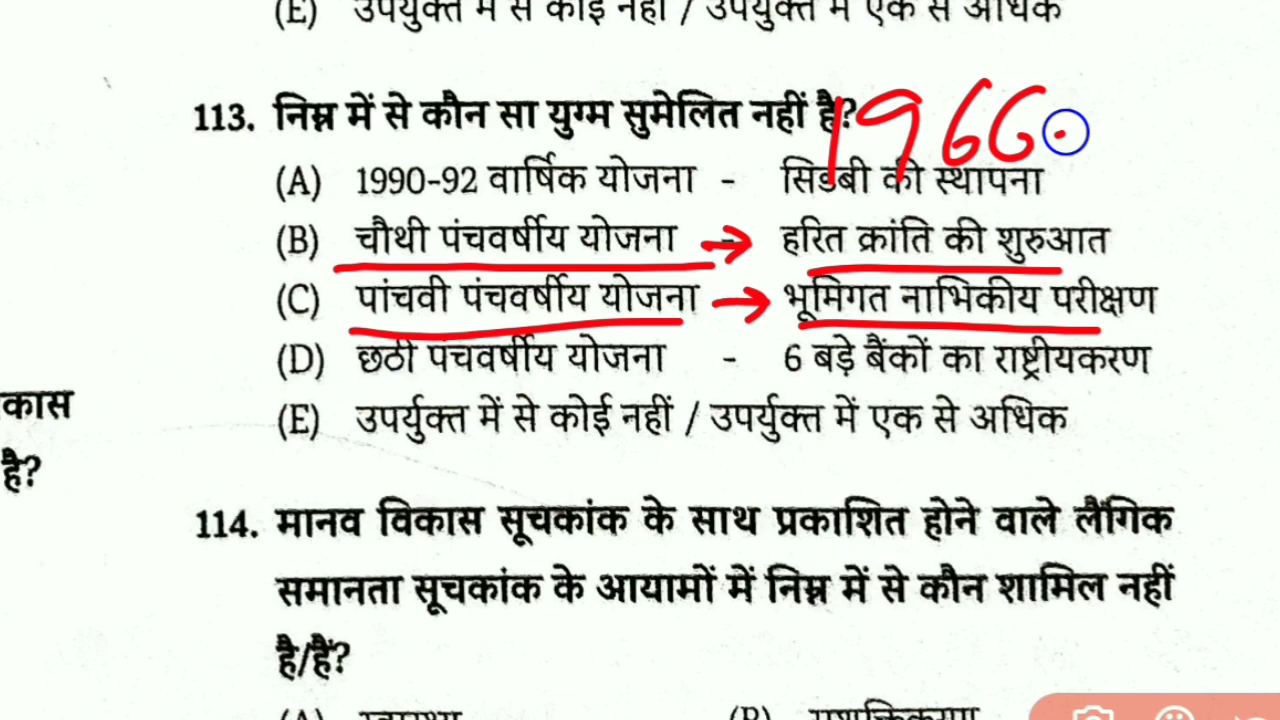 (E) उपर्युक्त में से कोई नहीं / उपर्युक्त में एक से अधिक
113. निम्न में से कौन सा युग्म सुमेलित नहीं है?
1966
(A) 1990-92 वार्षिक योजना - सिडबी की स्थापना
(B) चौथी पंचवर्षीय योजना - हरित क्रांति की शुरुआत
(C) पांचवी पंचवर्षीय योजना → भूमिगत नाभिकीय परीक्षण
(D) छठी पंचवर्षीय योजना - 6 बड़े बैंकों का राष्ट्रीयकरण
कास
(E) उपर्युक्त में से कोई नहीं / उपर्युक्त में एक से अधिक
है?
114. मानव विकास सूचकांक के साथ प्रकाशित होने वाले लैंगिक
समानता सूचकांक के आयामों में निम्न में से कौन शामिल नहीं
है/हैं?
(A) स्वास्थ्य (B) सशक्तिकरण